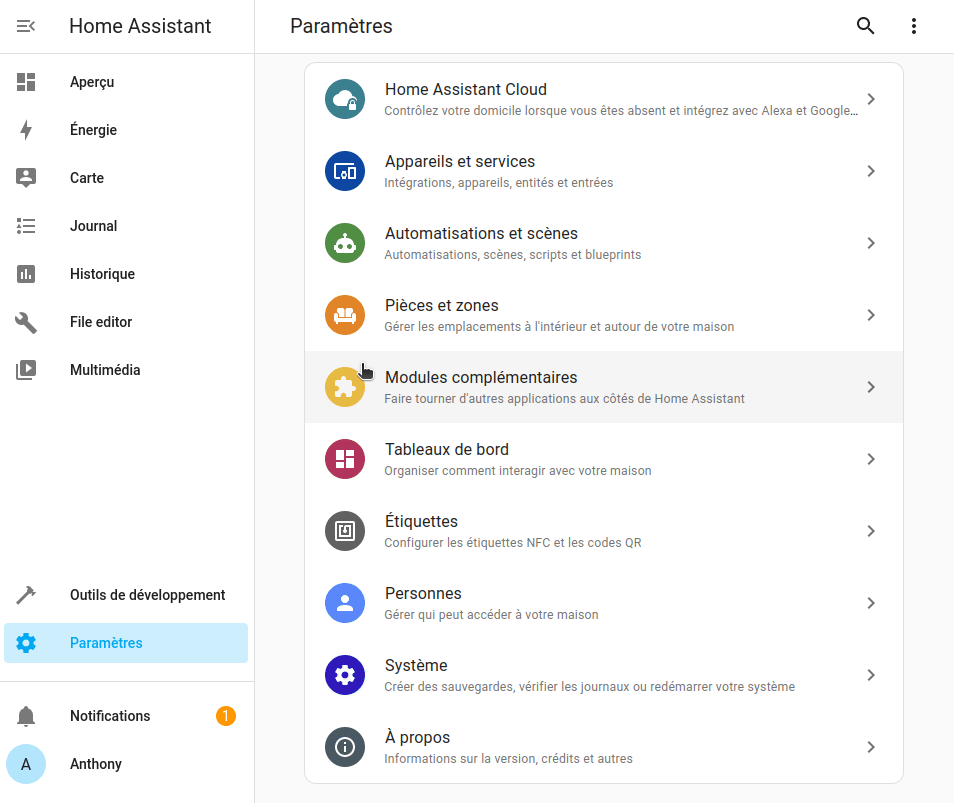 Home Assistant
Paramètres
Aperçu
Énergie
Carte
Journal
Historique
File editor
Multimédia
Outils de développement
Paramètres
Notifications
1
A
Anthony
Home Assistant Cloud
Contrôlez votre domicile lorsque vous êtes absent et intégrez avec Alexa et Google…
Appareils et services
Intégrations, appareils, entités et entrées
Automatisations et scènes
Automatisations, scènes, scripts et blueprints
Pièces et zones
Gérer les emplacements à l'intérieur et autour de votre maison
Modules complémentaires
Faire tourner d'autres applications aux côtés de Home Assistant
Tableaux de bord
Organiser comment interagir avec votre maison
Étiquettes
Configurer les étiquettes NFC et les codes QR
Personnes
Gérer qui peut accéder à votre maison
Système
Créer des sauvegardes, vérifier les journaux ou redémarrer votre système
À propos
Informations sur la version, crédits et autres